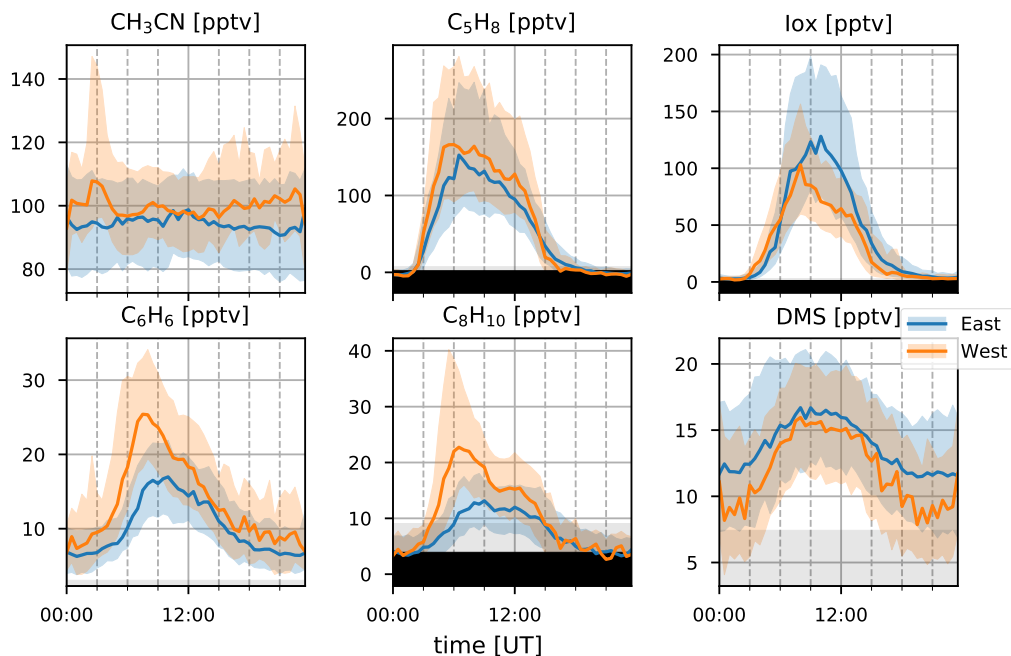 CH₃CN [pptv] C₅H₈ [pptv] Iox [pptv]
140 120 100 80
200 100 0
200 150 100 50 0
C₆H₆ [pptv] C₈H₁₀ [pptv] DMS [pptv]
East
West
30 20 10
40 30 20 10 0
20 15 10 5
00:00 12:00 00:00 12:00 00:00 12:00
time [UT]